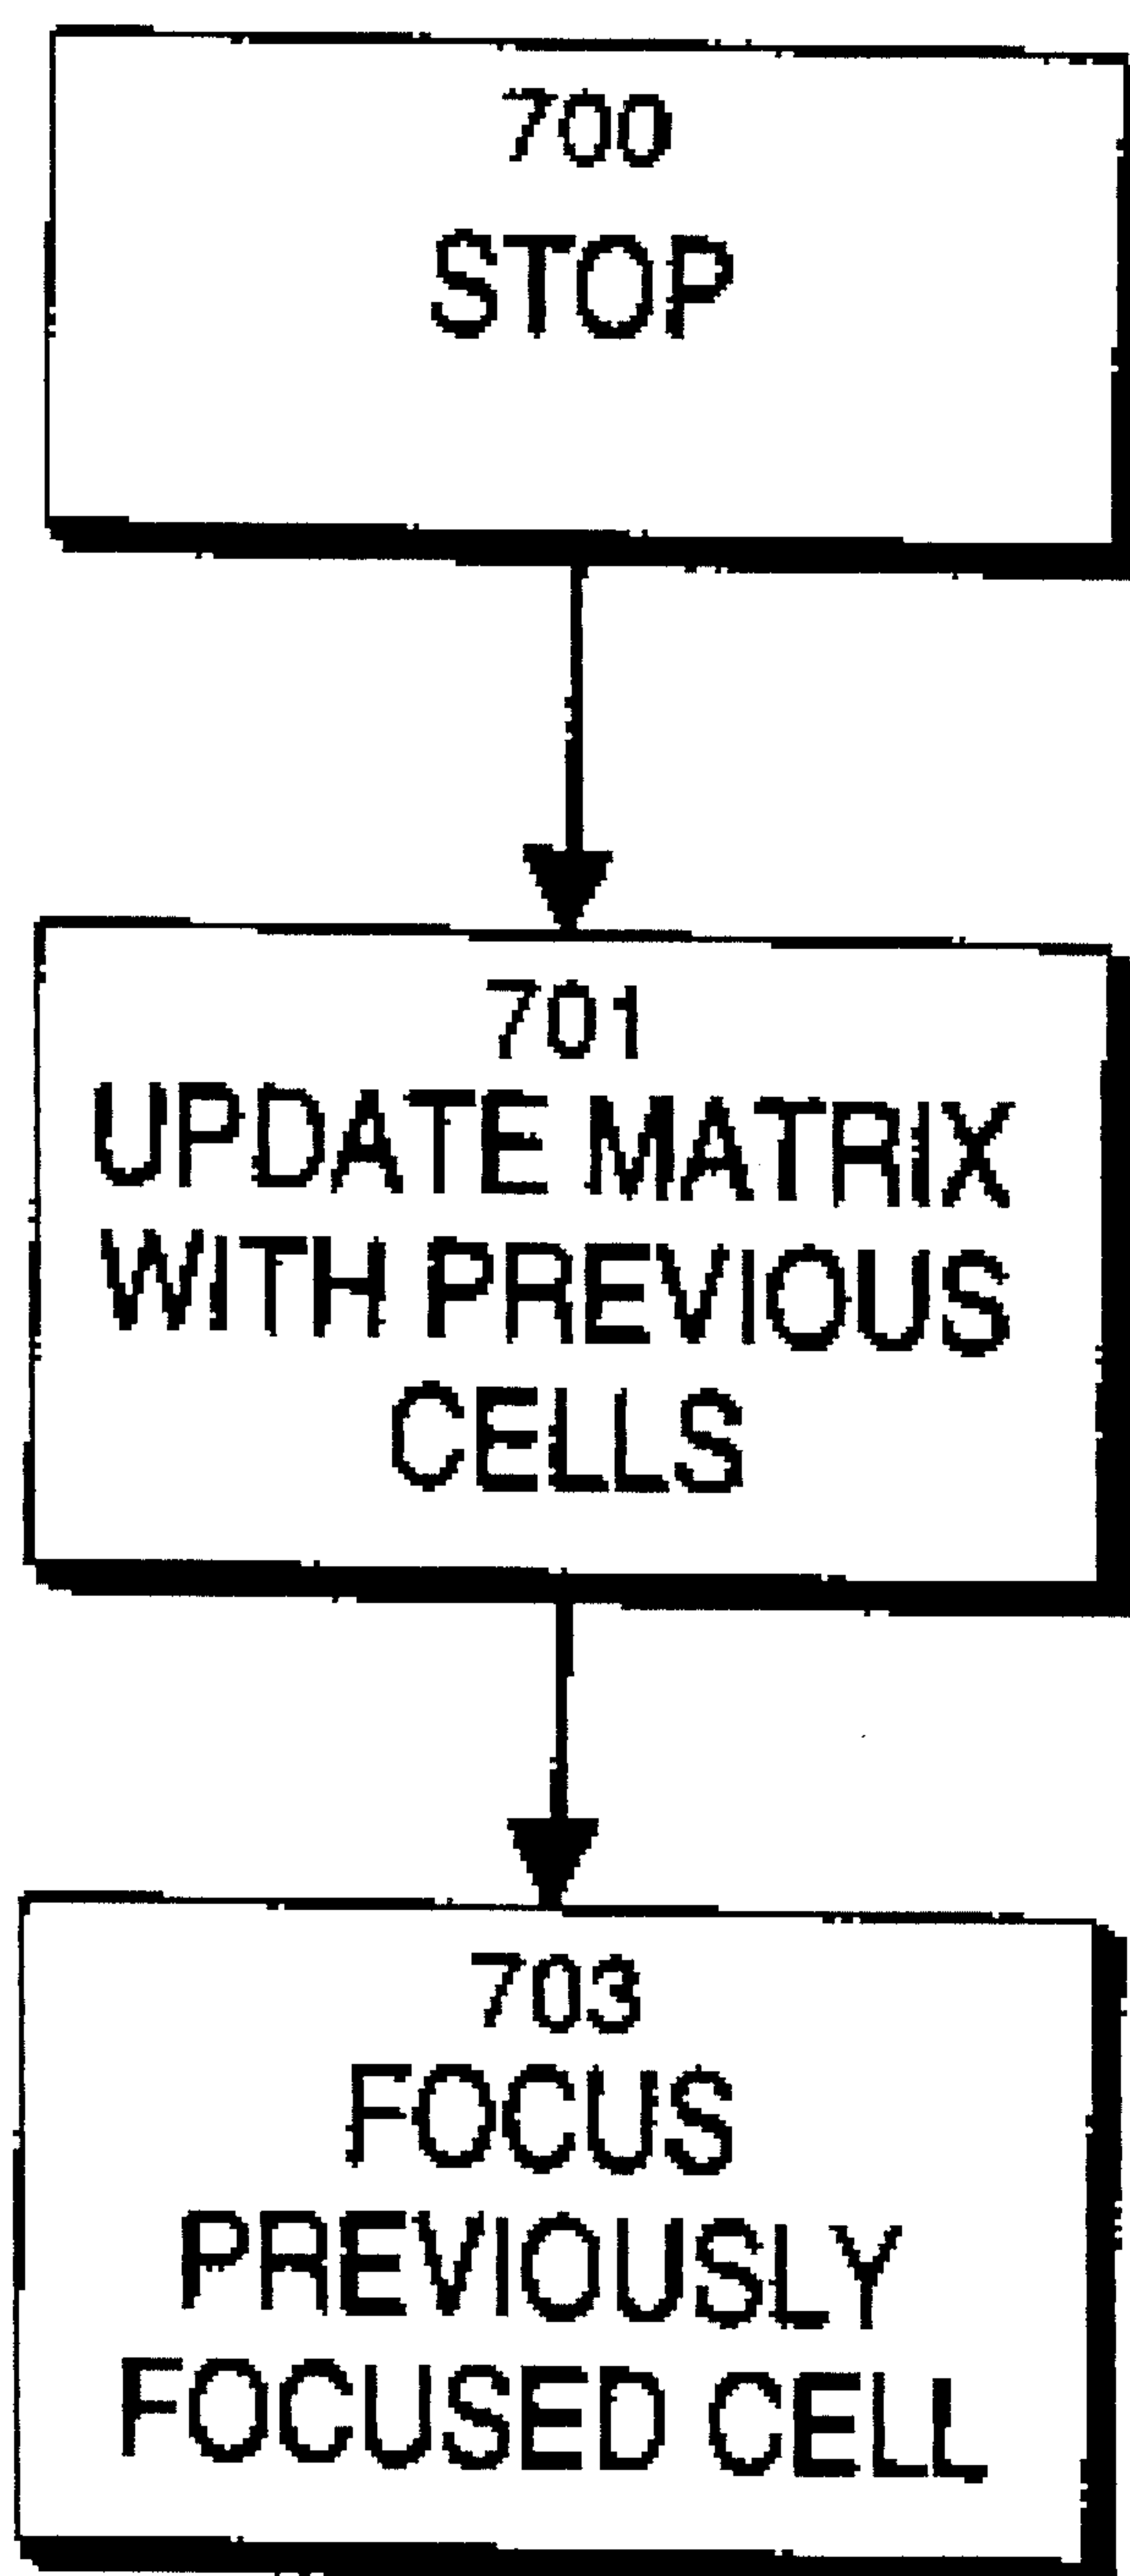 700
STOP
701
UPDATE MATRIX
WITH PREVIOUS
CELLS
703
FOCUS
PREVIOUSLY
FOCUSED CELL